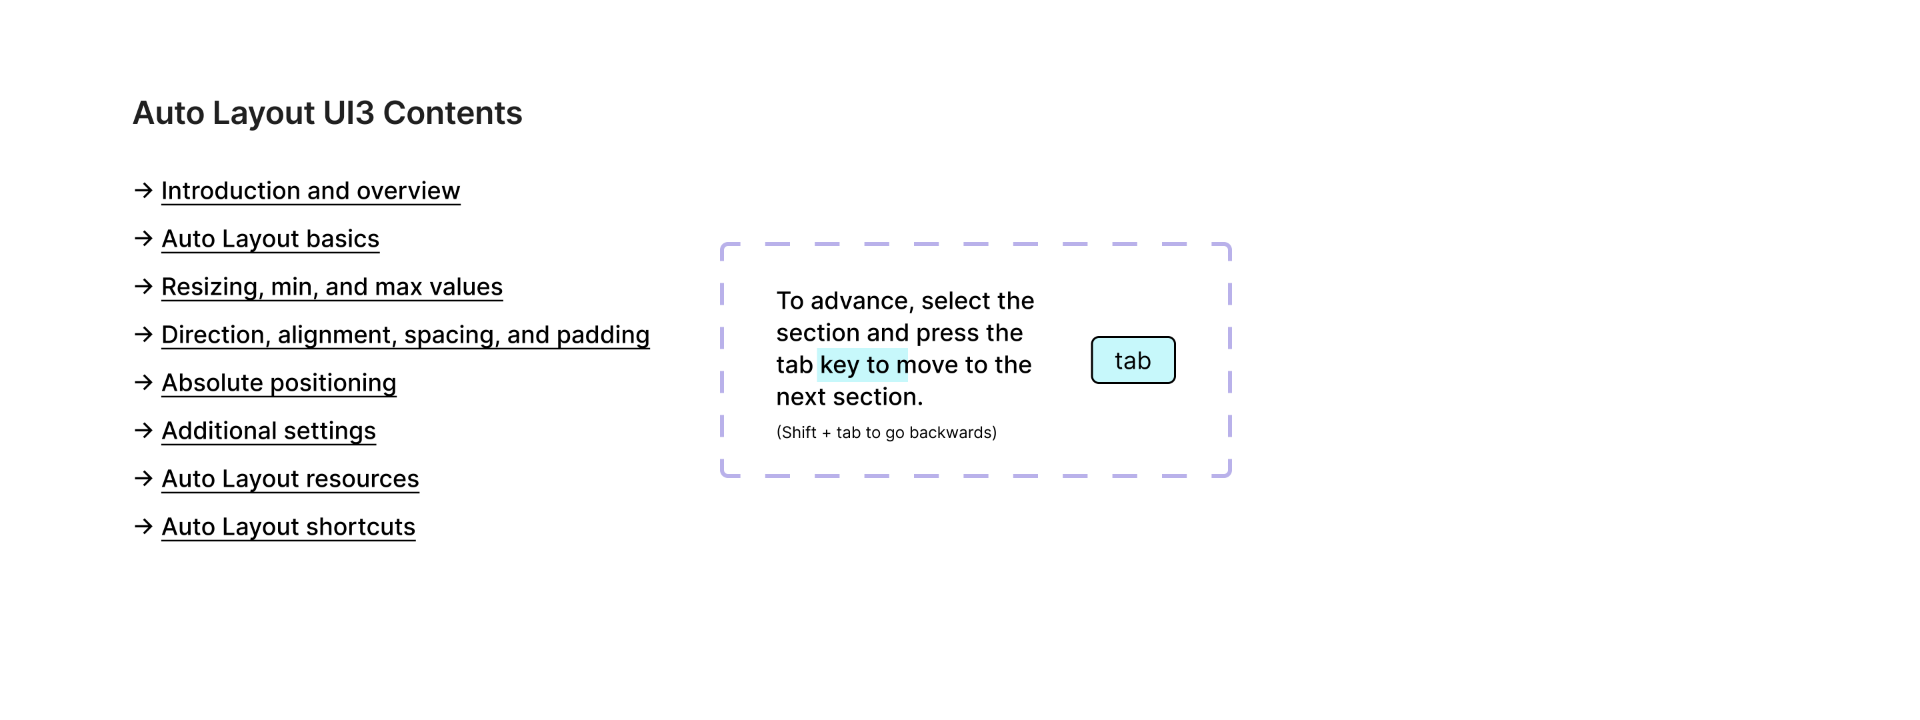 Auto Layout UI3 Contents
→ Introduction and overview
→ Auto Layout basics
→ Resizing, min, and max values
→ Direction, alignment, spacing, and padding
→ Absolute positioning
→ Additional settings
→ Auto Layout resources
→ Auto Layout shortcuts
To advance, select the
section and press the
tab key to move to the
next section.
(Shift + tab to go backwards)
tab